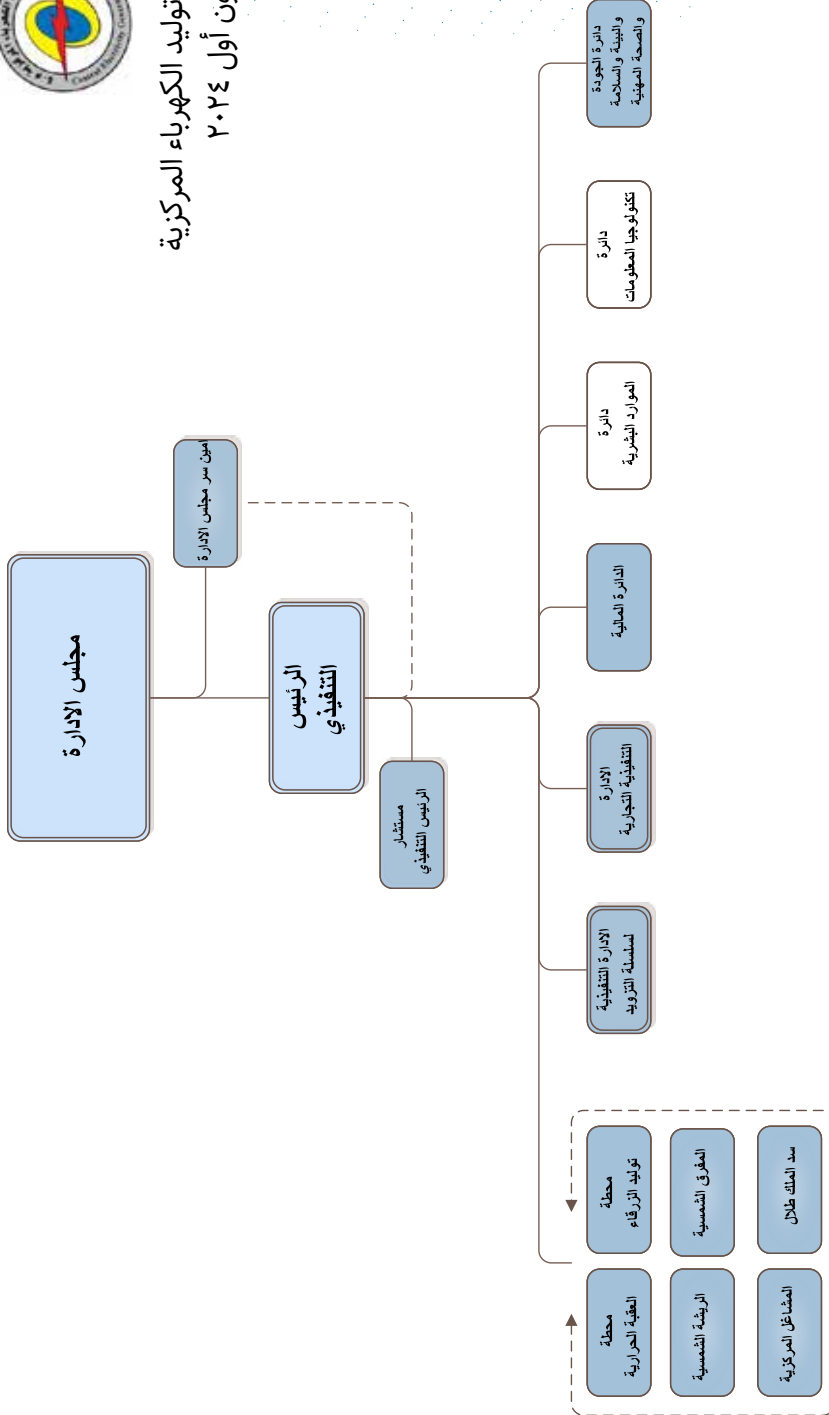 توليد الكهرباء المركزية
أول ٢٠٢٤
مجلس الادارة
امين سر مجلس الادارة
الرئيس
التنفيذي
مستشار
الرئيس التنفيذي
دائرة الجودة
والبيئة والسلامة
والصحة المهنية
دائرة
تكنولوجيا المعلومات
دائرة
الموارد البشرية
الدائرة المالية
الادارة
التنفيذية التجارية
الادارة التنفيذية
لسلسلة التزويد
محطة
توليد الزرقاء
المفرق الشمسية
سد الملك طلال
محطة
العقبة الحرارية
الريشة الشمسية
المشاغل المركزية
Central Electricity